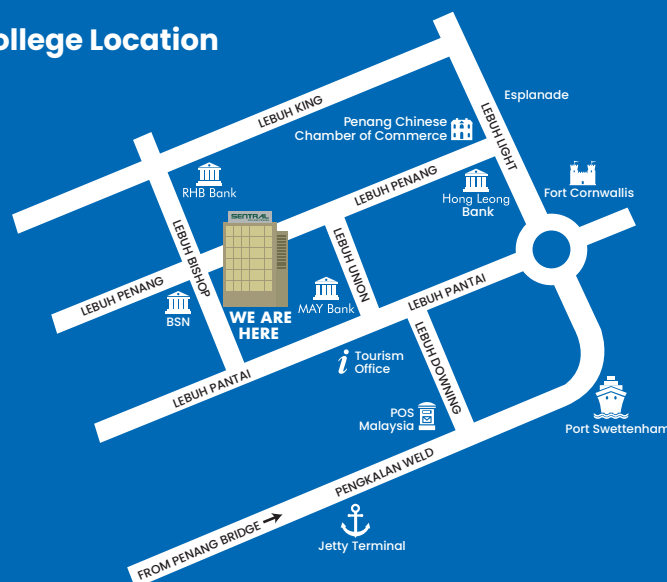 ollege Location
Esplanade
LEBUH KING
LEBUH LIGHT
Penang Chinese
Chamber of Commerce
RHB Bank
LEBUH PENANG
Hong Leong
Bank
Fort Cornwallis
SENTRAL
LEBUH BISHOP
LEBUH UNION
LEBUH PENANG
BSN
MAY Bank
WE ARE
HERE
LEBUH PANTAI
LEBUH PANTAI
Tourism
Office
LEBUH DOWNING
POS
Malaysia
Port Swettenham
PENGKALAN WELD
FROM PENANG BRIDGE →
Jetty Terminal